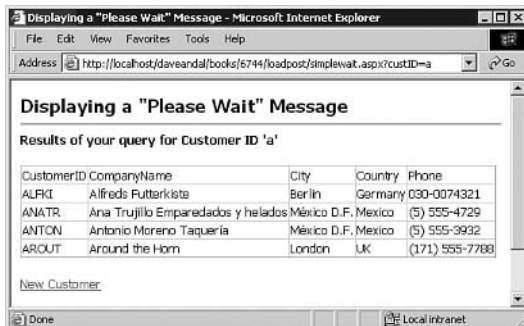 Displaying a "Please Wait" Message - Microsoft Internet Explorer
File Edit View Favorites Tools Help
Address http://localhost/daveandal/books/6744/loadpost/simplewait.aspx?custID=a Go
Displaying a "Please Wait" Message
Results of your query for Customer ID 'a'
CustomerID CompanyName City Country Phone
ALFKI Alfreds Futterkiste Berlin Germany 030-0074321
ANATR Ana Trujillo Emparedados y helados México D.F. Mexico (5) 555-4729
ANTON Antonio Moreno Taquería México D.F. Mexico (5) 555-3932
AROUT Around the Horn London UK (171) 555-7788
New Customer
Done Local intranet